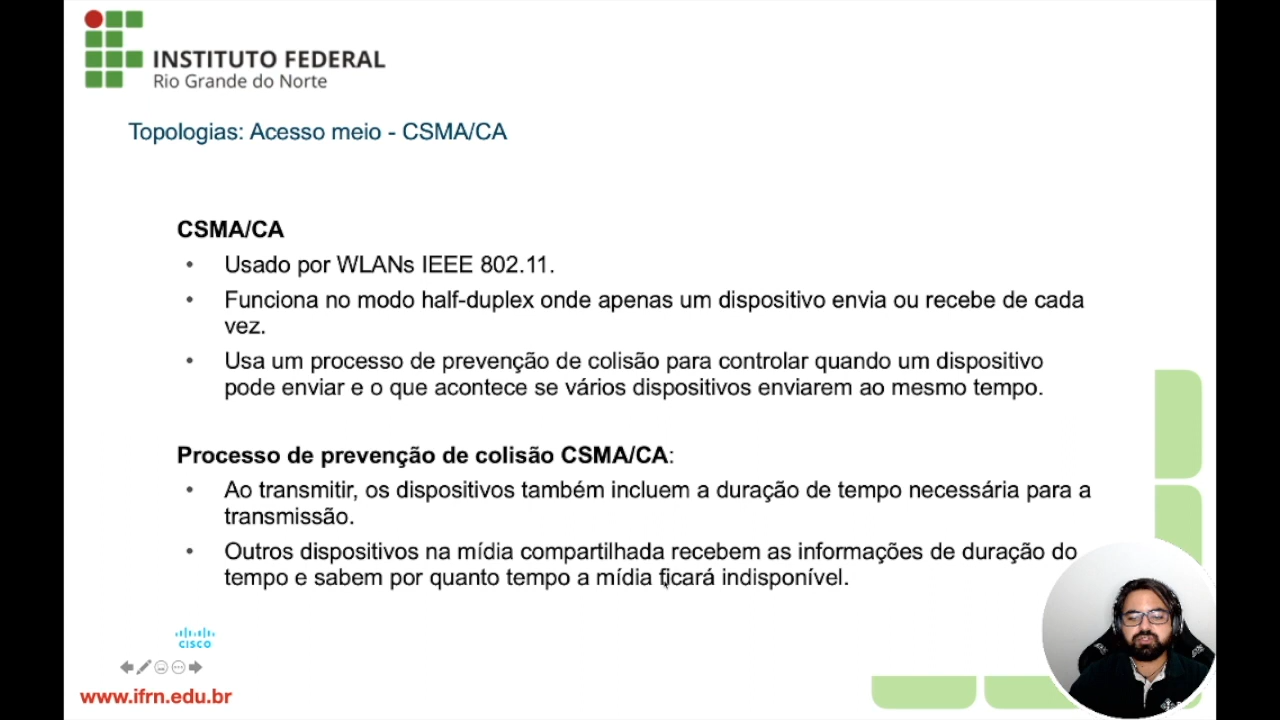 INSTITUTO FEDERAL
Rio Grande do Norte
Topologias: Acesso meio - CSMA/CA
CSMA/CA
• Usado por WLANs IEEE 802.11.
• Funciona no modo half-duplex onde apenas um dispositivo envia ou recebe de cada
vez.
• Usa um processo de prevenção de colisão para controlar quando um dispositivo
pode enviar e o que acontece se vários dispositivos enviarem ao mesmo tempo.
Processo de prevenção de colisão CSMA/CA:
• Ao transmitir, os dispositivos também incluem a duração de tempo necessária para a
transmissão.
• Outros dispositivos na mídia compartilhada recebem as informações de duração do
tempo e sabem por quanto tempo a mídia ficará indisponível.
CISCO
www.ifrn.edu.br